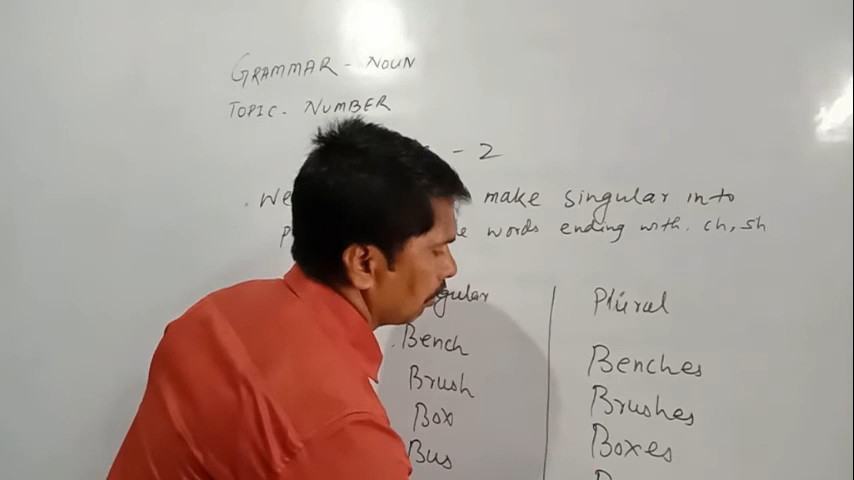 GRAMMAR - NOUN
TOPIC - NUMBER
- 2
We make singular into
words ending with. ch, sh
Plural
Bench Benches
Brush Brushes
Box Boxes
Bus